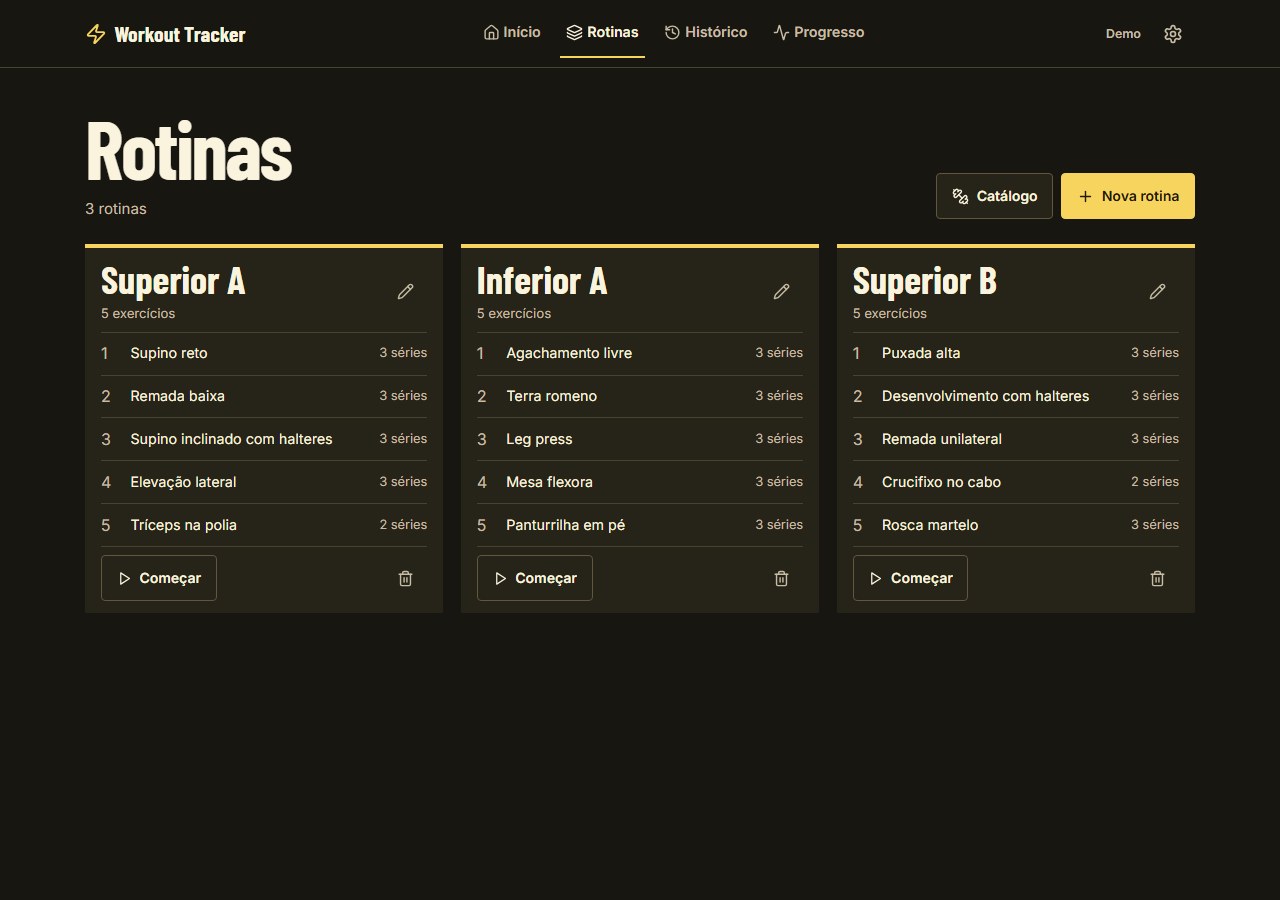 Workout Tracker
Início Rotinas Histórico Progresso
Demo
Rotinas
3 rotinas
Catálogo
Nova rotina
Superior A
5 exercícios
1 Supino reto 3 séries
2 Remada baixa 3 séries
3 Supino inclinado com halteres 3 séries
4 Elevação lateral 3 séries
5 Tríceps na polia 2 séries
Começar
Inferior A
5 exercícios
1 Agachamento livre 3 séries
2 Terra romeno 3 séries
3 Leg press 3 séries
4 Mesa flexora 3 séries
5 Panturrilha em pé 3 séries
Começar
Superior B
5 exercícios
1 Puxada alta 3 séries
2 Desenvolvimento com halteres 3 séries
3 Remada unilateral 3 séries
4 Crucifixo no cabo 2 séries
5 Rosca martelo 3 séries
Começar